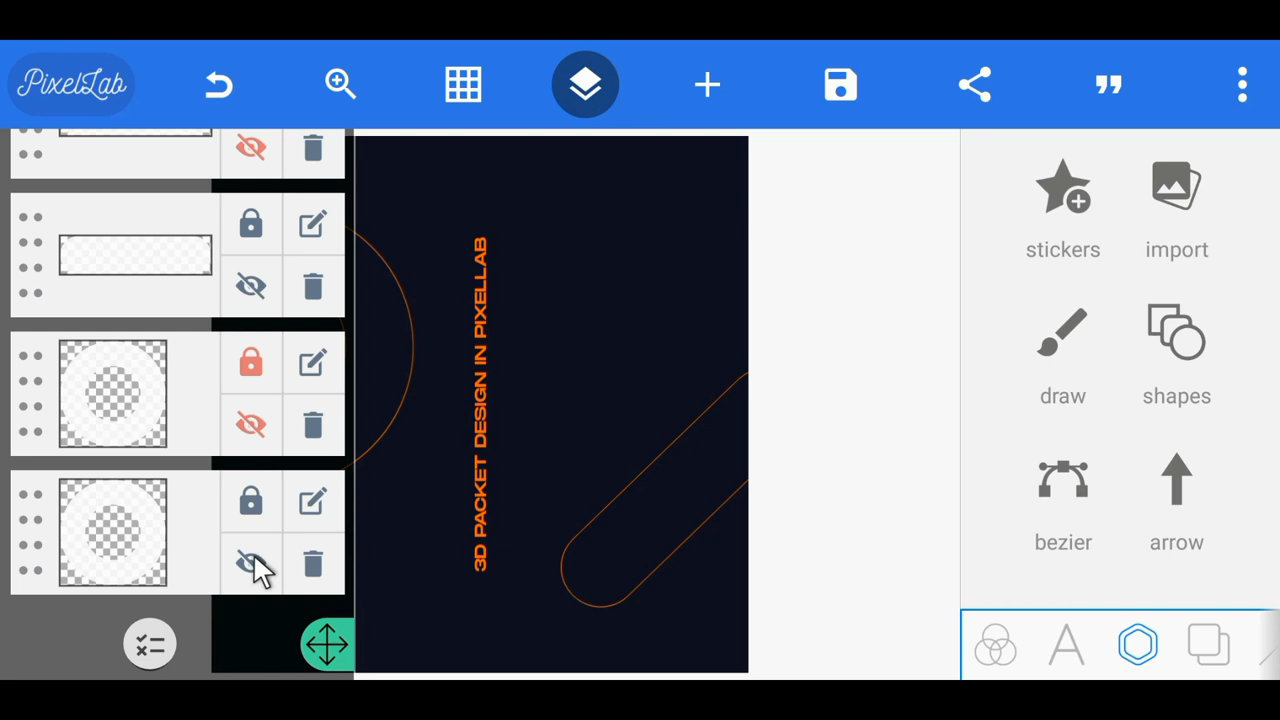 PixelLab
stickers
import
draw
shapes
bezier
arrow
3D PACKET DESIGN IN PIXELLAB